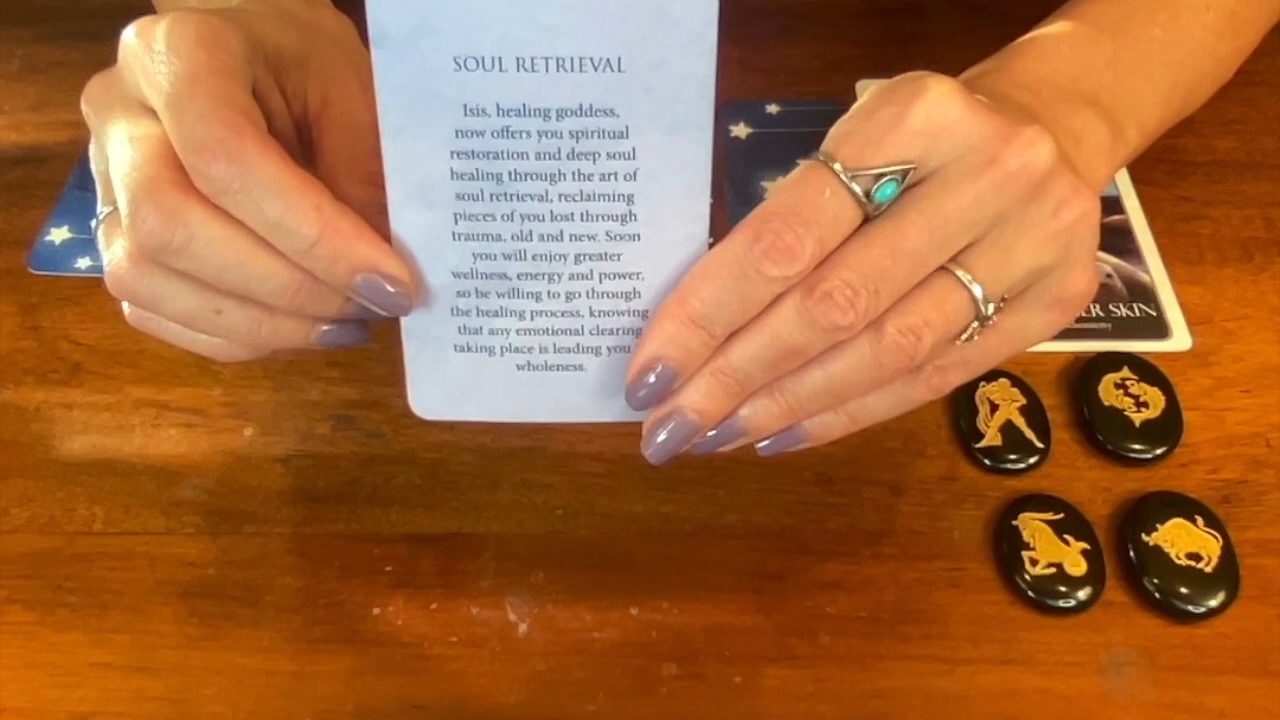 SOUL RETRIEVAL
Isis, healing goddess,
now offers you spiritual
restoration and deep soul
healing through the art of
soul retrieval, reclaiming
pieces of you lost through
trauma, old and new. Soon
you will enjoy greater
wellness, energy and power,
so be willing to go through
the healing process, knowing
that any emotional clearing
taking place is leading you
wholeness.
SKIN